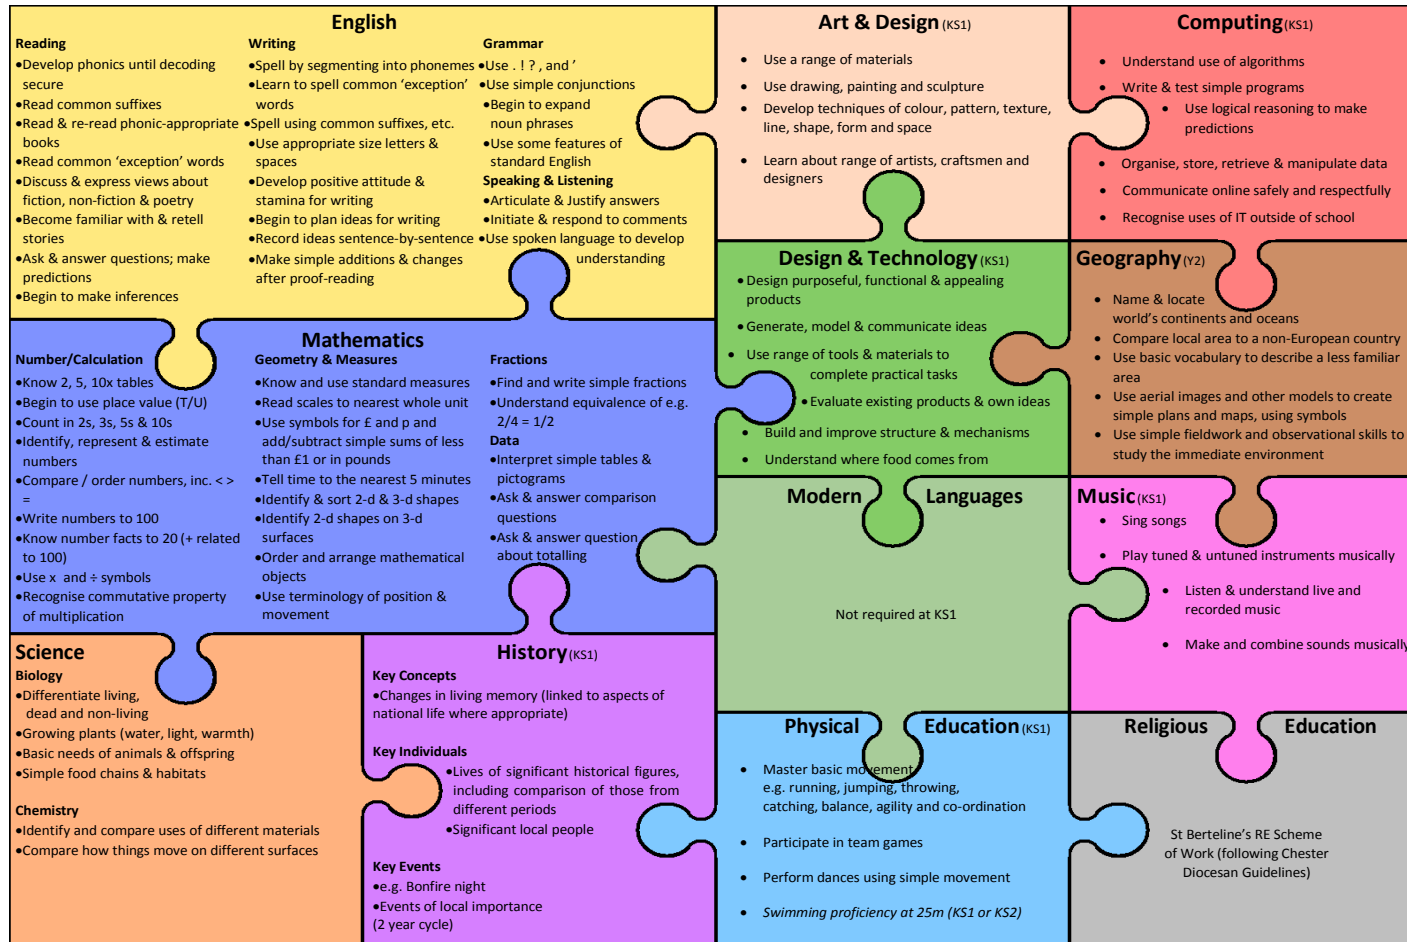 English
Reading
•Develop phonics until decoding
secure
•Read common suffixes
•Read & re-read phonic-appropriate
books
•Read common ‘exception’ words
•Discuss & express views about
fiction, non-fiction & poetry
•Become familiar with & retell
stories
•Ask & answer questions; make
predictions
•Begin to make inferences
Writing
•Spell by segmenting into phonemes
•Learn to spell common ‘exception’
words
•Spell using common suffixes, etc.
•Use appropriate size letters &
spaces
•Develop positive attitude &
stamina for writing
•Begin to plan ideas for writing
•Record ideas sentence-by-sentence
•Make simple additions & changes
after proof-reading
Grammar
•Use . ! ? , and ’
•Use simple conjunctions
•Begin to expand
noun phrases
•Use some features of
standard English
Speaking & Listening
•Articulate & Justify answers
•Initiate & respond to comments
•Use spoken language to develop
understanding
Art & Design (KS1)
• Use a range of materials
• Use drawing, painting and sculpture
• Develop techniques of colour, pattern, texture,
line, shape, form and space
• Learn about range of artists, craftsmen and
designers
Computing (KS1)
• Understand use of algorithms
• Write & test simple programs
• Use logical reasoning to make
predictions
• Organise, store, retrieve & manipulate data
• Communicate online safely and respectfully
• Recognise uses of IT outside of school
Mathematics
Number/Calculation
•Know 2, 5, 10x tables
•Begin to use place value (T/U)
•Count in 2s, 3s, 5s & 10s
•Identify, represent & estimate
numbers
•Compare / order numbers, inc. < >
=
•Write numbers to 100
•Know number facts to 20 (+ related
to 100)
•Use x and ÷ symbols
•Recognise commutative property
of multiplication
Geometry & Measures
•Know and use standard measures
•Read scales to nearest whole unit
•Use symbols for £ and p and
add/subtract simple sums of less
than £1 or in pounds
•Tell time to the nearest 5 minutes
•Identify & sort 2-d & 3-d shapes
•Identify 2-d shapes on 3-d
surfaces
•Order and arrange mathematical
objects
•Use terminology of position &
movement
Fractions
•Find and write simple fractions
•Understand equivalence of e.g.
2/4 = 1/2
Data
•Interpret simple tables &
pictograms
•Ask & answer comparison
questions
•Ask & answer question
about totalling
Design & Technology (KS1)
•Design purposeful, functional & appealing
products
•Generate, model & communicate ideas
• Use range of tools & materials to
complete practical tasks
•Evaluate existing products & own ideas
• Build and improve structure & mechanisms
• Understand where food comes from
Geography (Y2)
• Name & locate
world’s continents and oceans
• Compare local area to a non-European country
• Use basic vocabulary to describe a less familiar
area
• Use aerial images and other models to create
simple plans and maps, using symbols
• Use simple fieldwork and observational skills to
study the immediate environment
Modern Languages
Not required at KS1
Music (KS1)
• Sing songs
• Play tuned & untuned instruments musically
• Listen & understand live and
recorded music
• Make and combine sounds musically
Science
Biology
•Differentiate living,
dead and non-living
•Growing plants (water, light, warmth)
•Basic needs of animals & offspring
•Simple food chains & habitats
Chemistry
•Identify and compare uses of different materials
•Compare how things move on different surfaces
History (KS1)
Key Concepts
•Changes in living memory (linked to aspects of
national life where appropriate)
Key Individuals
•Lives of significant historical figures,
including comparison of those from
different periods
•Significant local people
Key Events
•e.g. Bonfire night
•Events of local importance
(2 year cycle)
Physical Education (KS1)
• Master basic movement,
e.g. running, jumping, throwing,
catching, balance, agility and co-ordination
• Participate in team games
• Perform dances using simple movement
• Swimming proficiency at 25m (KS1 or KS2)
Religious Education
St Berteline’s RE Scheme
of Work (following Chester
Diocesan Guidelines)